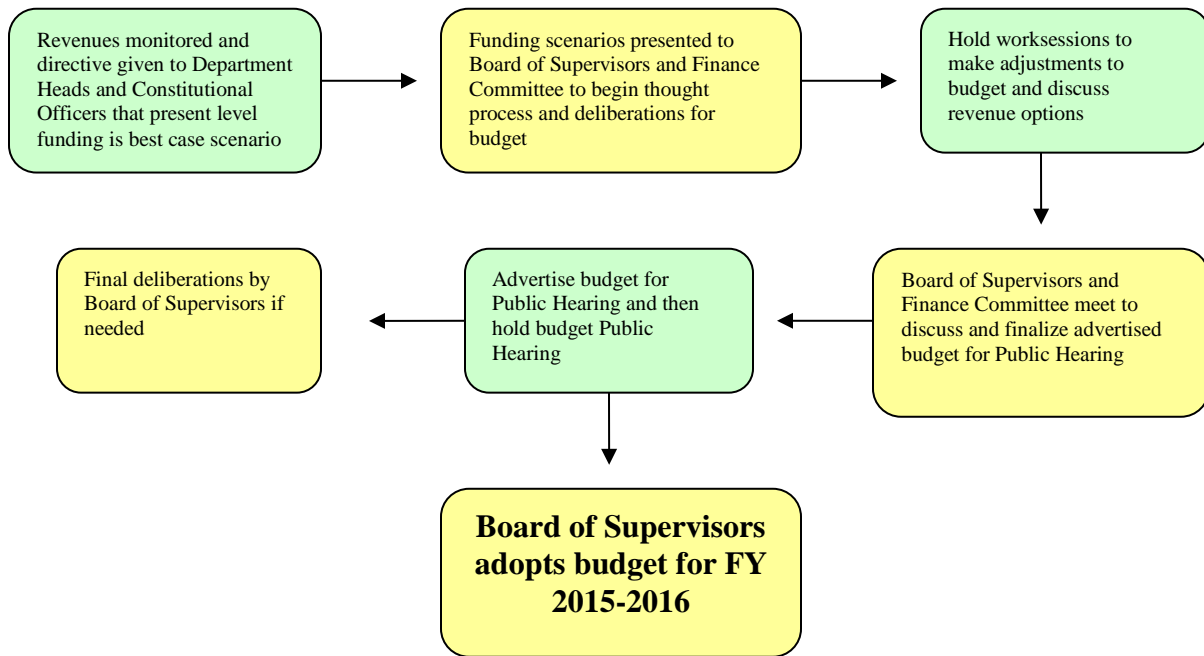 Revenues monitored and
directive given to Department
Heads and Constitutional
Officers that present level
funding is best case scenario
Funding scenarios presented to
Board of Supervisors and Finance
Committee to begin thought
process and deliberations for
budget
Hold worksessions to
make adjustments to
budget and discuss
revenue options
Board of Supervisors and
Finance Committee meet to
discuss and finalize advertised
budget for Public Hearing
Advertise budget for
Public Hearing and then
hold budget Public
Hearing
Final deliberations by
Board of Supervisors if
needed
Board of Supervisors
adopts budget for FY
2015-2016